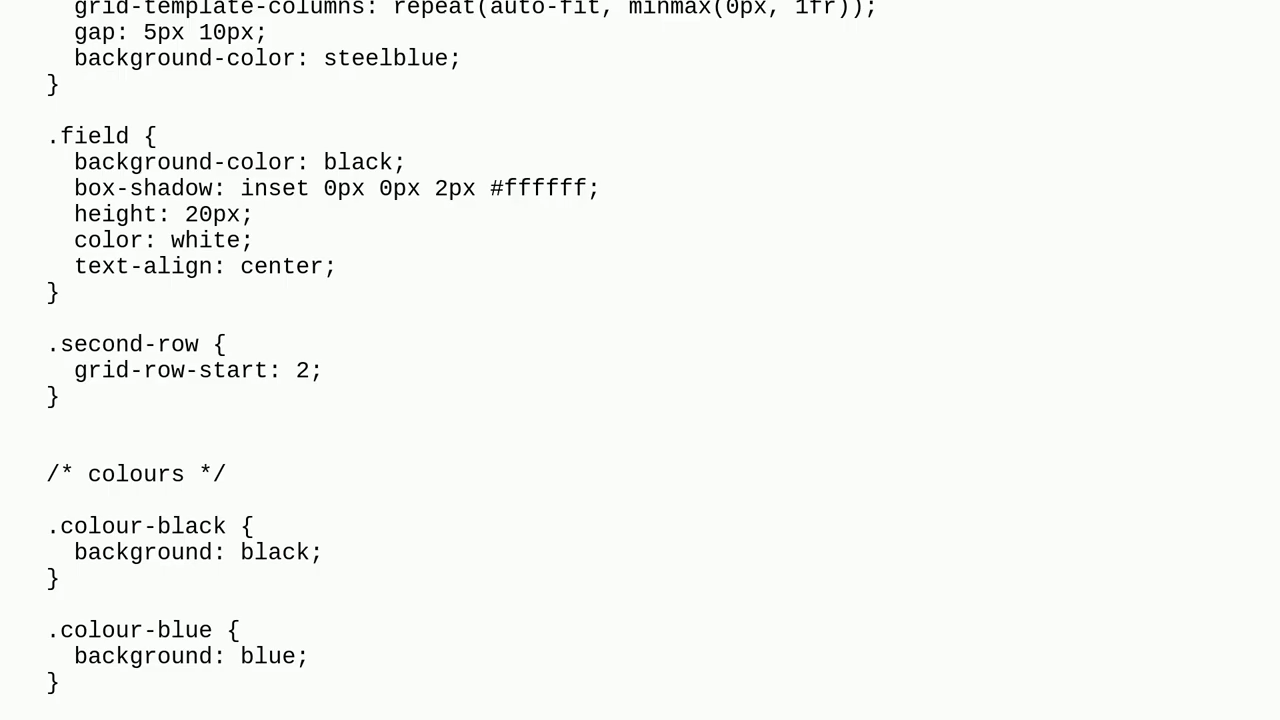 grid-template-columns: repeat(auto-fit, minmax(0px, 1fr));
gap: 5px 10px;
background-color: steelblue;
}
.field {
background-color: black;
box-shadow: inset 0px 0px 2px #ffffff;
height: 20px;
color: white;
text-align: center;
}
.second-row {
grid-row-start: 2;
}
/* colours */
.colour-black {
background: black;
}
.colour-blue {
background: blue;
}